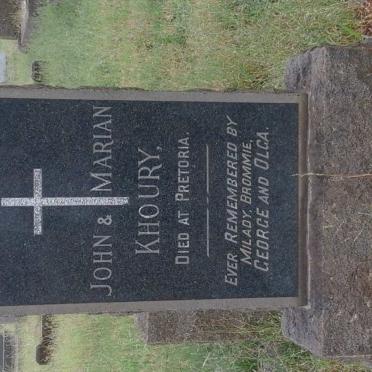 JOHN & MARIAN
KHOURY,
DIED AT PRETORIA.
EVER REMEMBERED BY
MILADY, BROMMIE,
GEORGE AND OLGA.